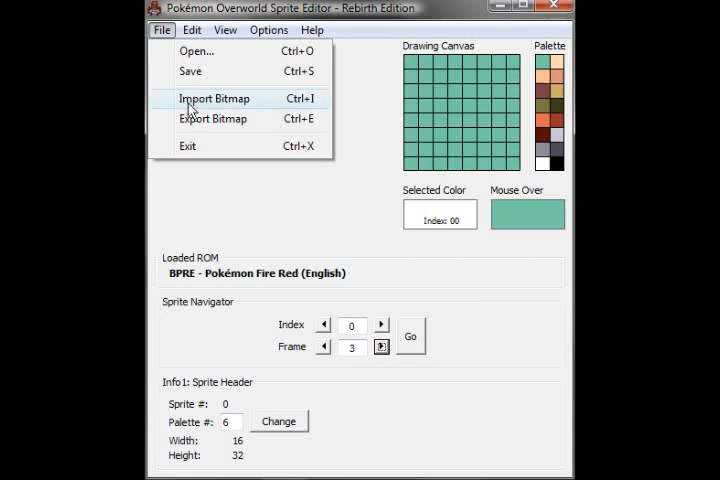 Pokémon Overworld Sprite Editor - Rebirth Edition
File Edit View Options Help
Open... Ctrl+O
Save Ctrl+S
Import Bitmap Ctrl+I
Export Bitmap Ctrl+E
Exit Ctrl+X
Drawing Canvas Palette
Selected Color Mouse Over
Index: 00
Loaded ROM
BPRE - Pokémon Fire Red (English)
Sprite Navigator
Index 0
Go
Frame 3
Info1: Sprite Header
Sprite #: 0
Palette #: 6 Change
Width: 16
Height: 32